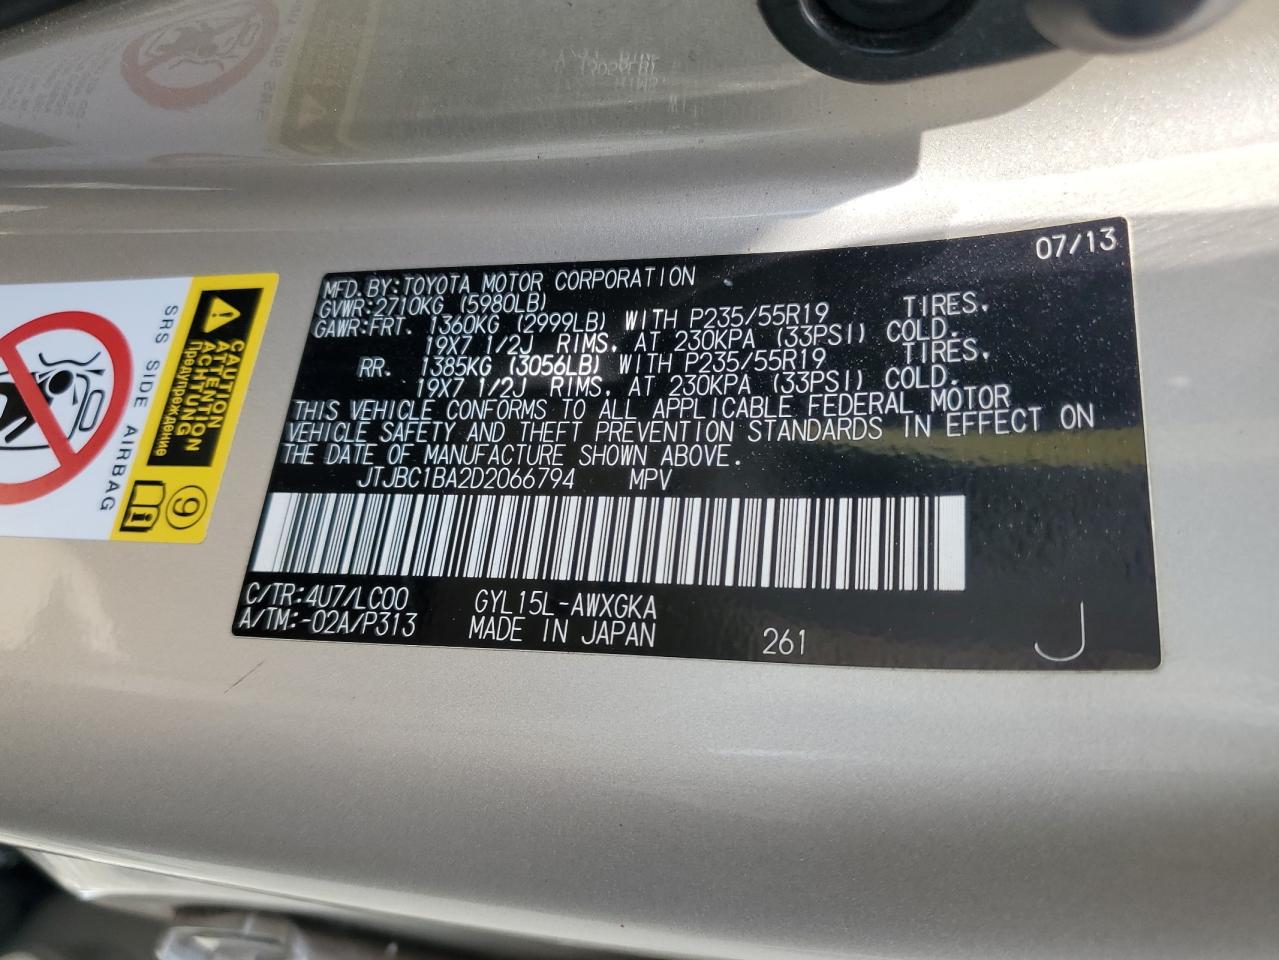 07/13
MFD.BY:TOYOTA MOTOR CORPORATION
GVWR:2710KG (5980LB)
GAWR:FRT. 1360KG (2999LB) WITH P235/55R19 TIRES,
19X7 1/2J RIMS, AT 230KPA (33PSI) COLD.
RR. 1385KG (3056LB) WITH P235/55R19 TIRES,
19X7 1/2J RIMS, AT 230KPA (33PSI) COLD.
THIS VEHICLE CONFORMS TO ALL APPLICABLE FEDERAL MOTOR
VEHICLE SAFETY AND THEFT PREVENTION STANDARDS IN EFFECT ON
THE DATE OF MANUFACTURE SHOWN ABOVE.
JTJBC1BA2D2066794 MPV
C/TR:4U7/LC00 GYL15L-AWXGKA
A/TM:-02A/P313 MADE IN JAPAN 261 J
SRS SIDE AIRBAG
CAUTION
ATTENTION
ACHTUNG
Предупреждение
9